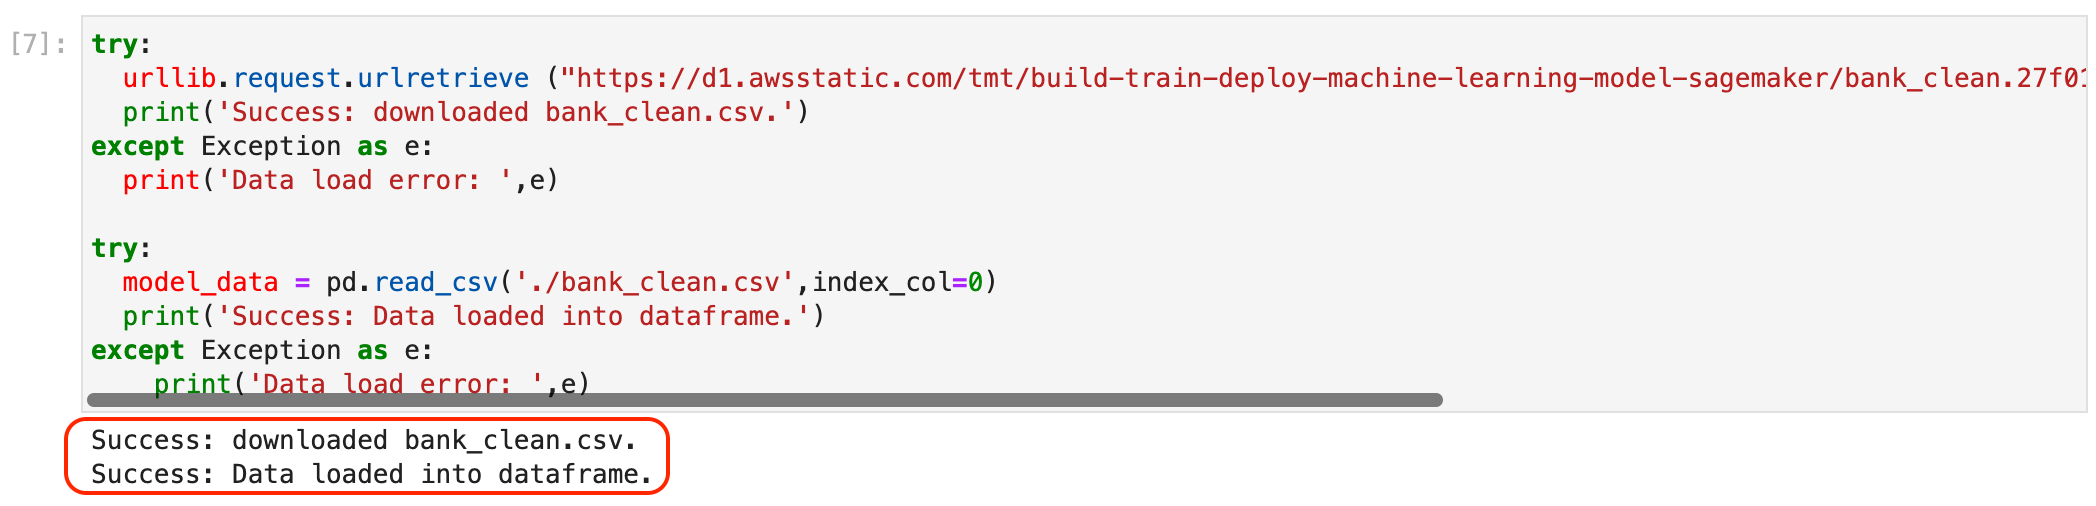 [7]:
try:
  urllib.request.urlretrieve ("https://d1.awsstatic.com/tmt/build-train-deploy-machine-learning-model-sagemaker/bank_clean.27f01
  print('Success: downloaded bank_clean.csv.')
except Exception as e:
  print('Data load error: ',e)
try:
  model_data = pd.read_csv('./bank_clean.csv',index_col=0)
  print('Success: Data loaded into dataframe.')
except Exception as e:
    print('Data load error: ',e)
Success: downloaded bank_clean.csv.
Success: Data loaded into dataframe.